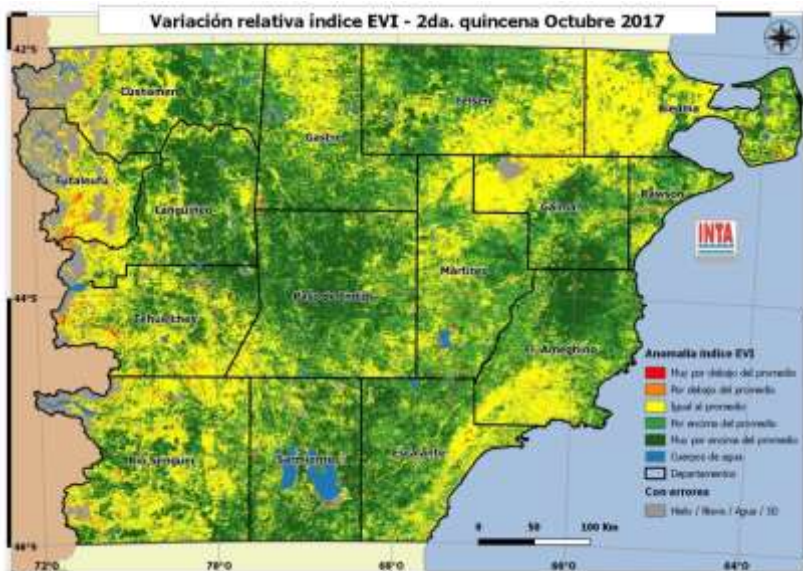 Variación relativa índice EVI - 2da. quincena Octubre 2017
42°S
Cushamen
Gastre
Telsen
Biedma
Futaleufú
Languiñeo
Gaiman
Rawson
INTA
Paso de Indios
Mártires
44°S
Tehuelches
F. Ameghino
Río Senguer
Sarmiento
Escalante
Anomalía índice EVI
Muy por debajo del promedio
Por debajo del promedio
Igual al promedio
Por encima del promedio
Muy por encima del promedio
Cuerpos de agua
Departamentos
Con errores
Hielo / Nieve / Agua / SD
0 50 100 Km
46°S
72°O 70°O 68°O 66°O 64°O